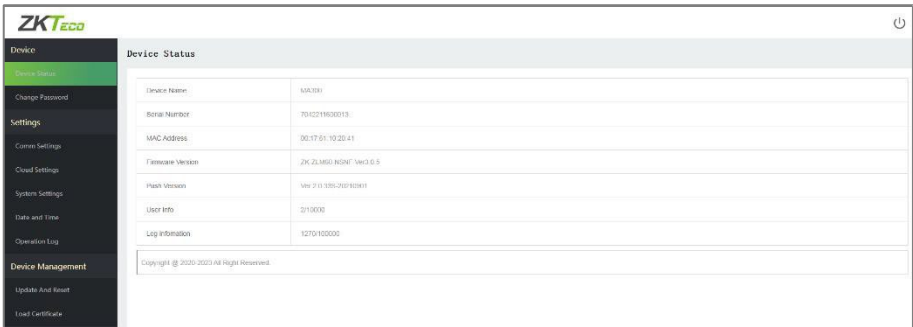 ZKTeco
Device
Device Status
Device Status
Change Password
Settings
Comm Settings
Cloud Settings
System Settings
Date and Time
Operation Log
Device Management
Update And Reset
Load Certificate
Device Name MA300
Serial Number
MAC Address 00:17:61:10:20:41
Firmware Version
Push Version
User Info 2/10000
Log Infomation 1270/100000
Copyright @ 2020-2023 All Right Reserved.